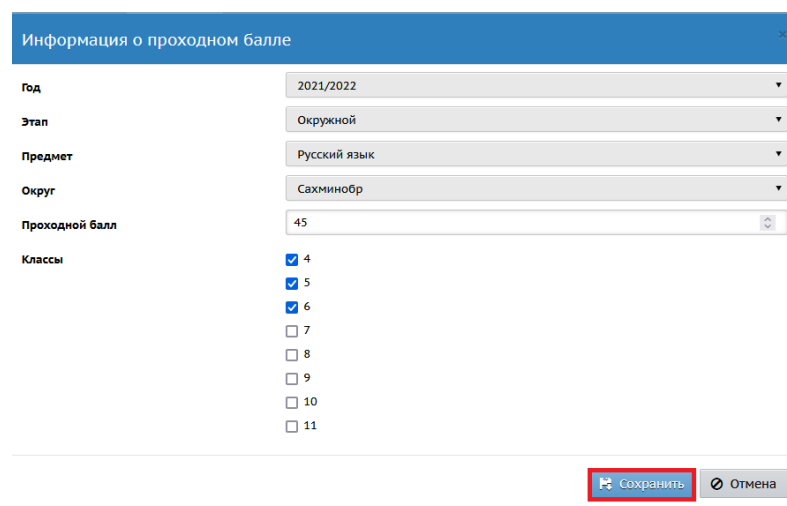 Информация о проходном балле
Год 2021/2022
Этап Окружной
Предмет Русский язык
Округ Сахминобр
Проходной балл 45
Классы 4
5
6
7
8
9
10
11
Сохранить Отмена